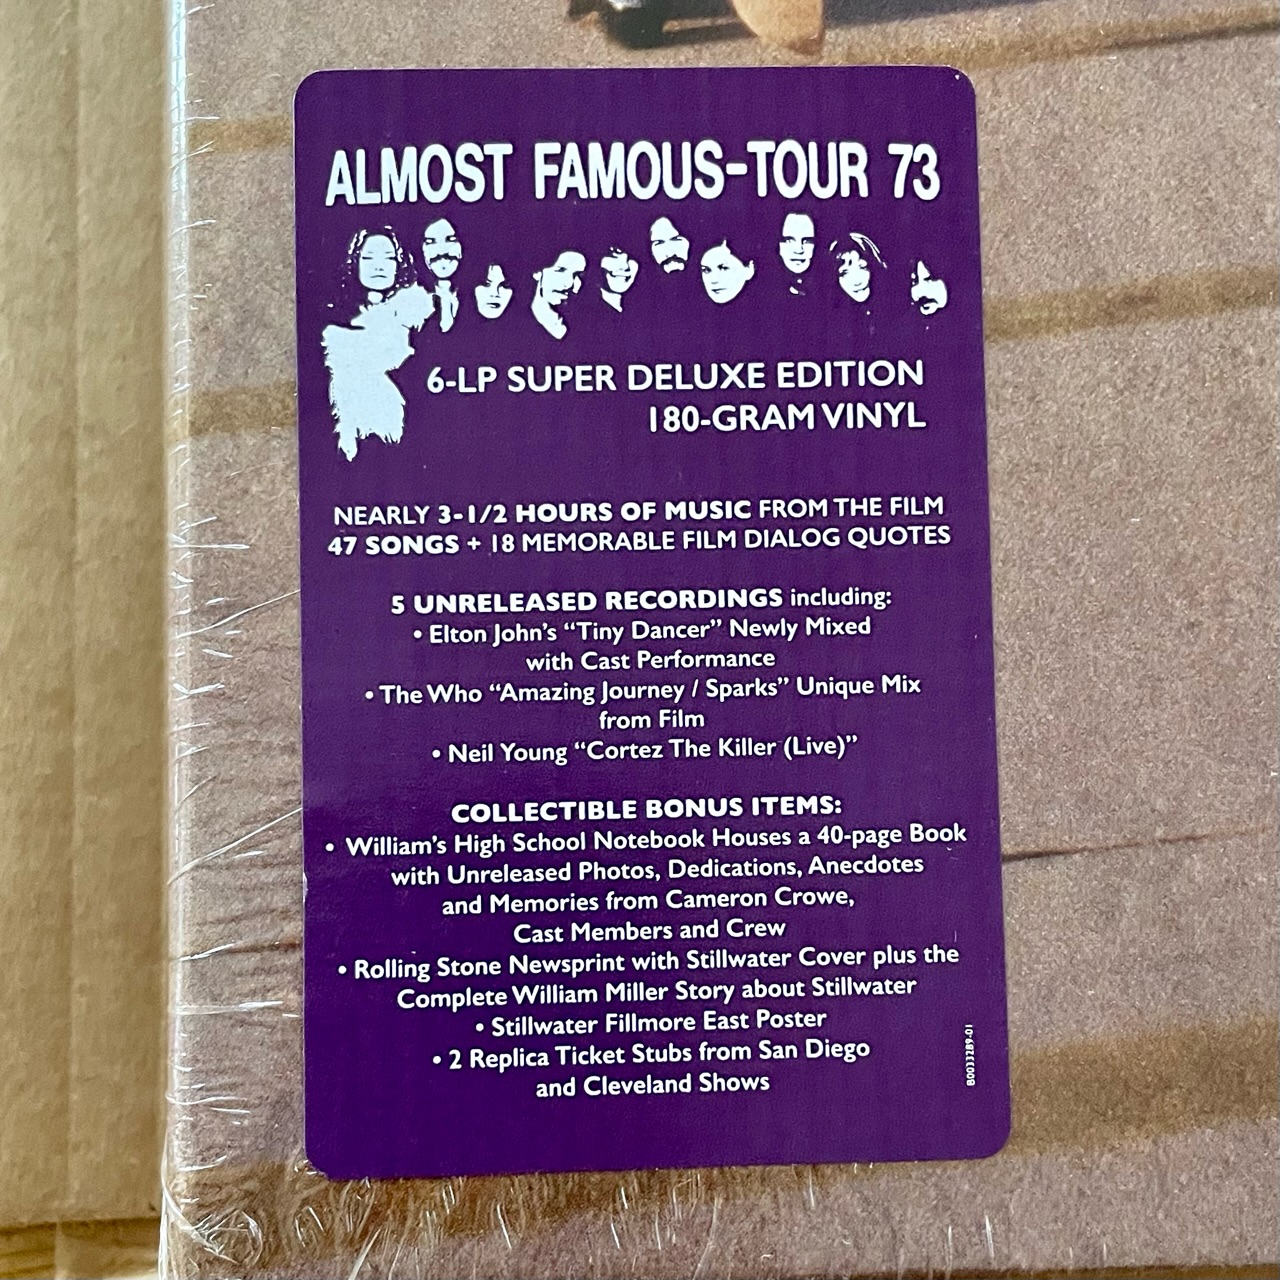 ALMOST FAMOUS-TOUR 73
6-LP SUPER DELUXE EDITION
180-GRAM VINYL
NEARLY 3-1/2 HOURS OF MUSIC FROM THE FILM
47 SONGS + 18 MEMORABLE FILM DIALOG QUOTES
5 UNRELEASED RECORDINGS including:
• Elton John's “Tiny Dancer” Newly Mixed
with Cast Performance
• The Who “Amazing Journey / Sparks” Unique Mix
from Film
• Neil Young “Cortez The Killer (Live)”
COLLECTIBLE BONUS ITEMS:
• William's High School Notebook Houses a 40-page Book
with Unreleased Photos, Dedications, Anecdotes
and Memories from Cameron Crowe,
Cast Members and Crew
• Rolling Stone Newsprint with Stillwater Cover plus the
Complete William Miller Story about Stillwater
• Stillwater Fillmore East Poster
• 2 Replica Ticket Stubs from San Diego
and Cleveland Shows
B0033289-01